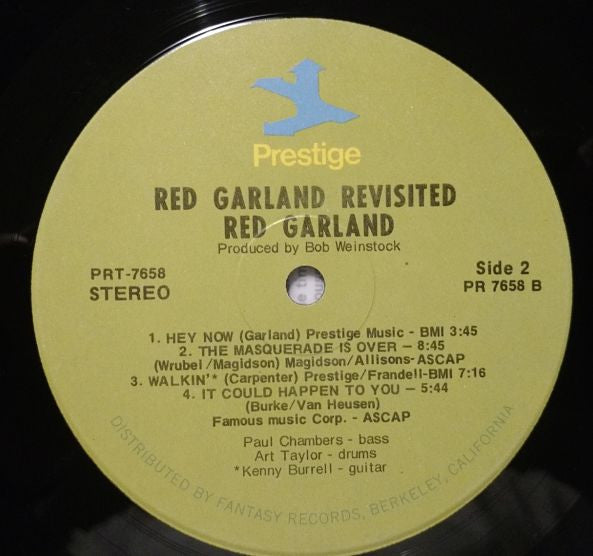 Prestige
RED GARLAND REVISITED
RED GARLAND
Produced by Bob Weinstock
PRT-7658
STEREO
Side 2
PR 7658 B
1. HEY NOW (Garland) Prestige Music - BMI 3:45
2. THE MASQUERADE IS OVER - 8:45
(Wrubel/Magidson) Magidson/Allisons-ASCAP
3. WALKIN'* (Carpenter) Prestige/Frandell-BMI 7:16
4. IT COULD HAPPEN TO YOU - 5:44
(Burke/Van Heusen)
Famous music Corp. - ASCAP
Paul Chambers - bass
Art Taylor - drums
*Kenny Burrell - guitar
DISTRIBUTED BY FANTASY RECORDS, BERKELEY, CALIFORNIA